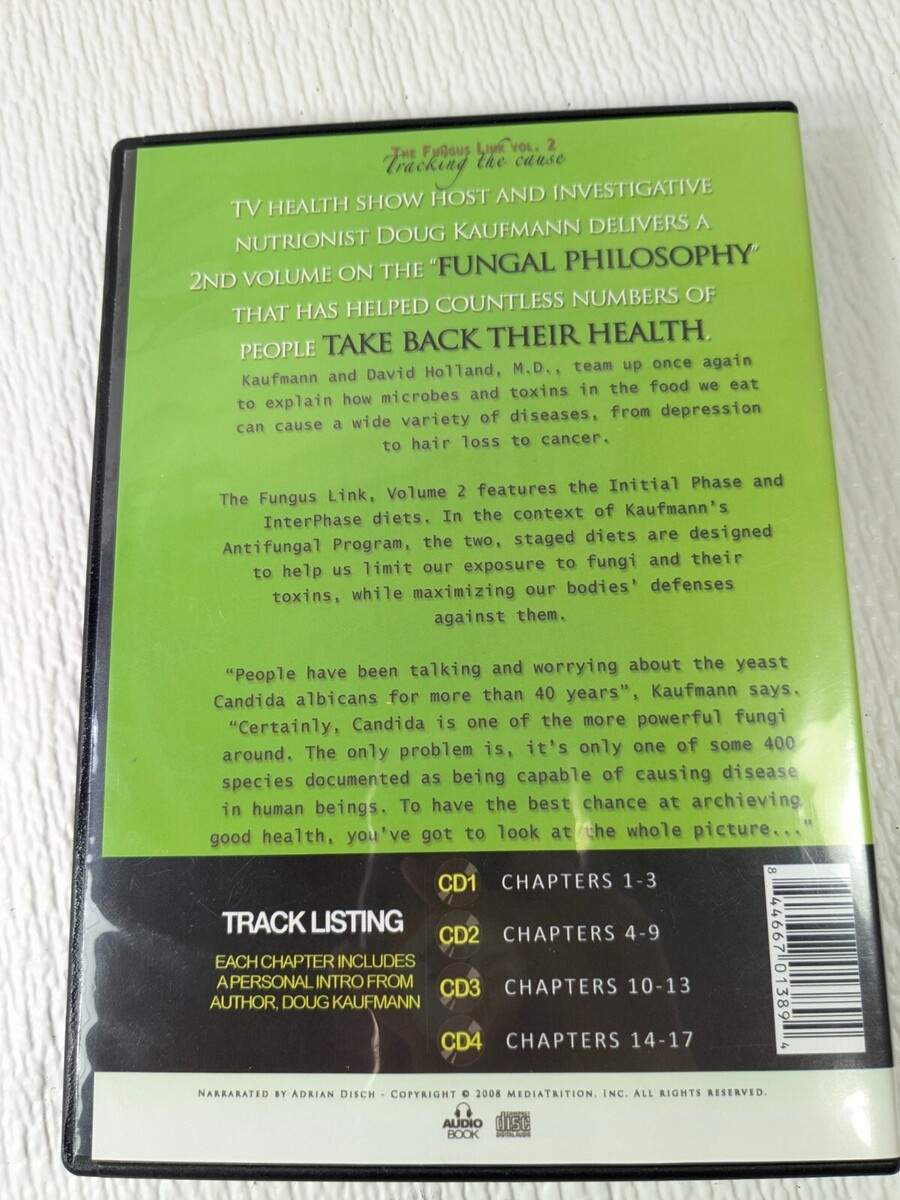 The Fungus Link vol. 2
Tracking the cause
TV health show host and investigative
nutrionist Doug Kaufmann delivers a
2nd volume on the "Fungal Philosophy"
that has helped countless numbers of
people take back their health.
Kaufmann and David Holland, M.D., team up once again
to explain how microbes and toxins in the food we eat
can cause a wide variety of diseases, from depression
to hair loss to cancer.
The Fungus Link, Volume 2 features the Initial Phase and
InterPhase diets. In the context of Kaufmann's
Antifungal Program, the two, staged diets are designed
to help us limit our exposure to fungi and their
toxins, while maximizing our bodies' defenses
against them.
“People have been talking and worrying about the yeast
Candida albicans for more than 40 years”, Kaufmann says.
“Certainly, Candida is one of the more powerful fungi
around. The only problem is, it's only one of some 400
species documented as being capable of causing disease
in human beings. To have the best chance at archieving
good health, you've got to look at the whole picture...”
TRACK LISTING
EACH CHAPTER INCLUDES
A PERSONAL INTRO FROM
AUTHOR, DOUG KAUFMANN
CD1 CHAPTERS 1-3
CD2 CHAPTERS 4-9
CD3 CHAPTERS 10-13
CD4 CHAPTERS 14-17
8 44667 01389 4
Narrarated by Adrian Disch - Copyright © 2008 MediaTrition, Inc. All rights reserved.
AUDIO
BOOK
COMPACT
disc
DIGITAL AUDIO